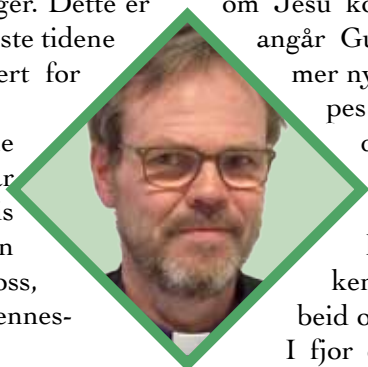 ger. Dette er
ste tidene
ert for
e
ar
s
n
oss,
ennes-
om Jesu ko
angår Gu
mer ny
pes
ken
beid o
I fjor